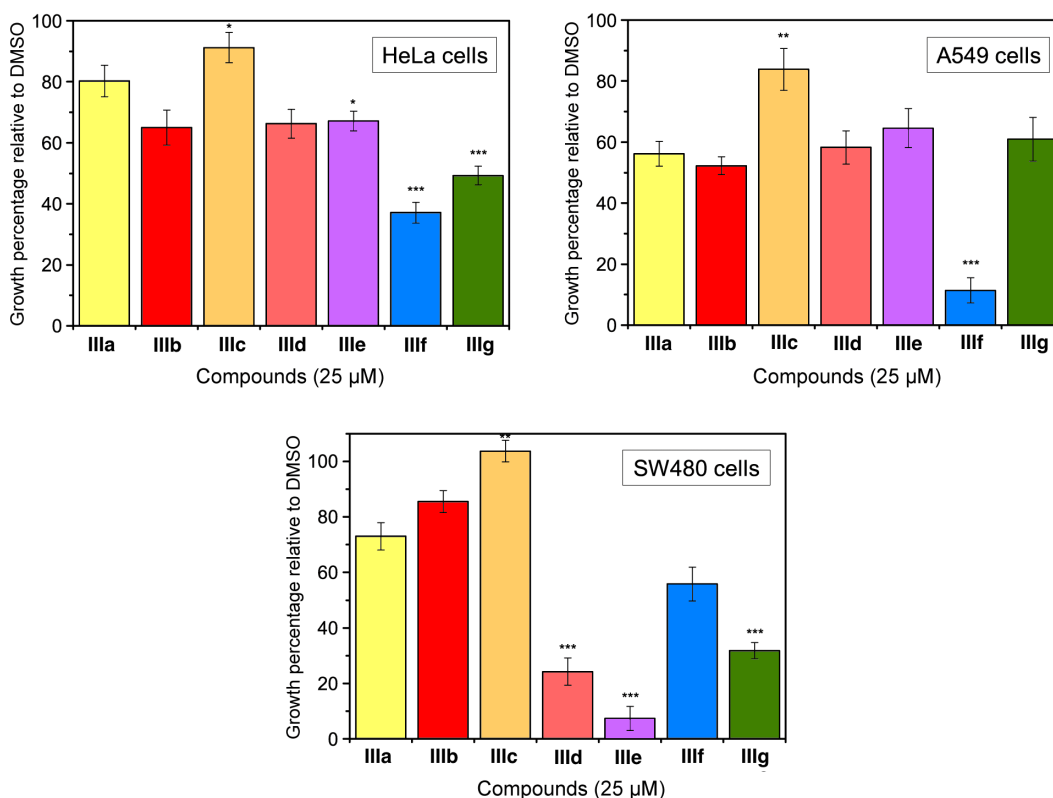 Growth percentage relative to DMSO
100
80
60
40
20
0
HeLa cells
*
*
***
***
IIIa IIIb IIIc IIId IIIe IIIf IIIg
Compounds (25 µM)
Growth percentage relative to DMSO
100
80
60
40
20
0
A549 cells
**
***
IIIa IIIb IIIc IIId IIIe IIIf IIIg
Compounds (25 µM)
Growth percentage relative to DMSO
100
80
60
40
20
0
SW480 cells
**
***
***
***
IIIa IIIb IIIc IIId IIIe IIIf IIIg
Compounds (25 µM)